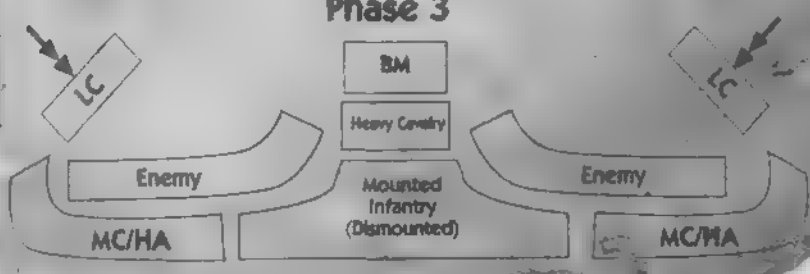 Phase 3
LC
BM
LC
Heavy Cavalry
Enemy
Mounted
Infantry
(Dismounted)
Enemy
MC/HA
MC/HA